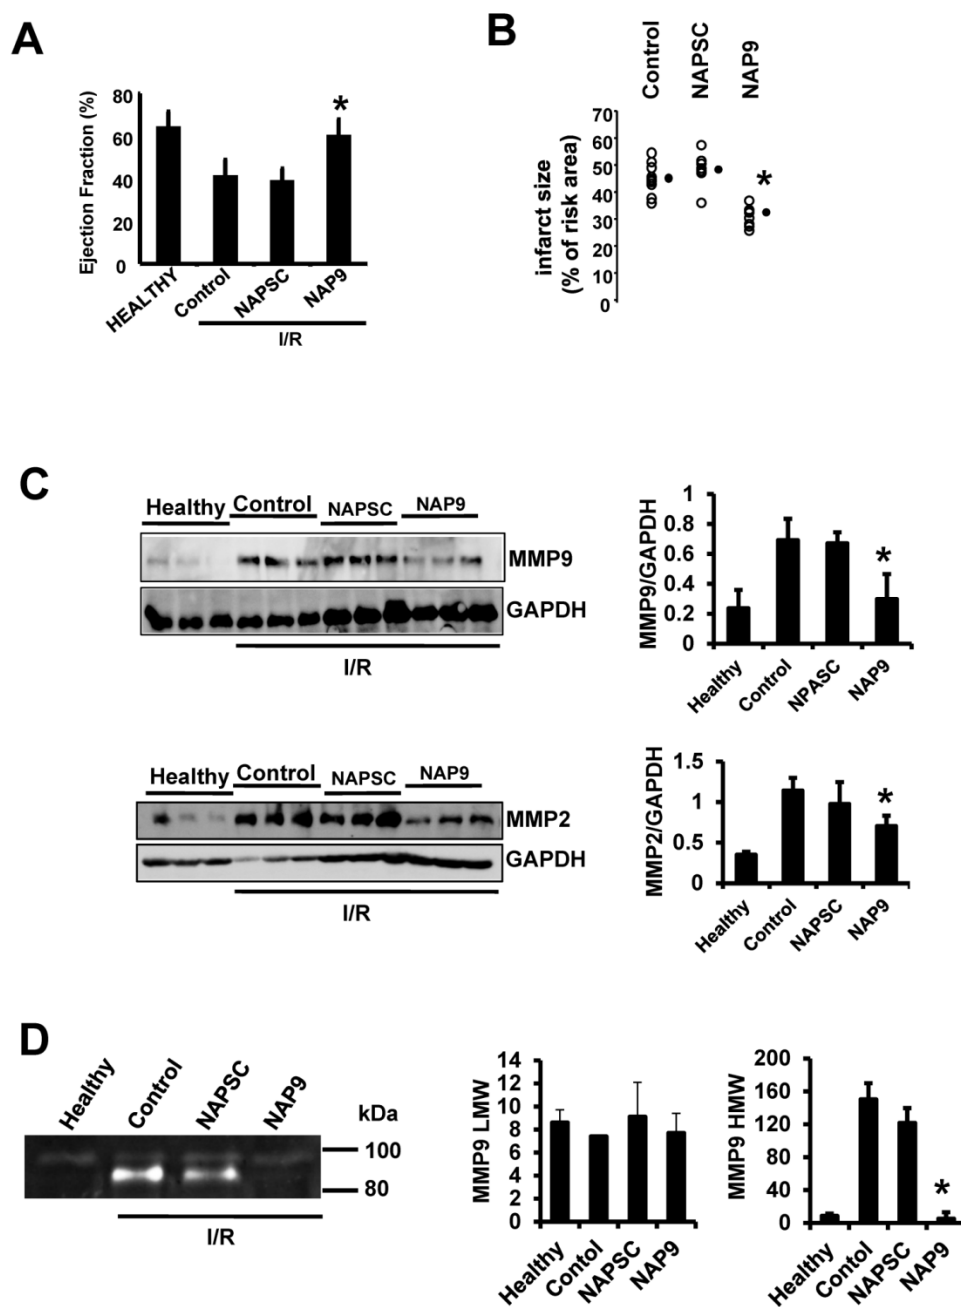 A
Ejection Fraction (%)
80
60
40
20
0
HEALTHY
Control
NAPSC
NAP9
*
I/R
B
Control
NAPSC
NAP9
infarct size
(% of risk area)
70
60
50
40
30
20
10
0
*
C
Healthy Control NAPSC NAP9
MMP9
GAPDH
I/R
MMP9/GAPDH
1
0.8
0.6
0.4
0.2
0
*
Healthy
Control
NPASC
NAP9
Healthy Control NAPSC NAP9
MMP2
GAPDH
I/R
MMP2/GAPDH
1.5
1
0.5
0
*
Healthy
Control
NAPSC
NAP9
D
Healthy
Control
NAPSC
NAP9
kDa
100
80
I/R
MMP9 LMW
14
12
10
8
6
4
2
0
Healthy
Contol
NAPSC
NAP9
MMP9 HMW
200
160
120
80
40
0
*
Healthy
Control
NAPSC
NAP9